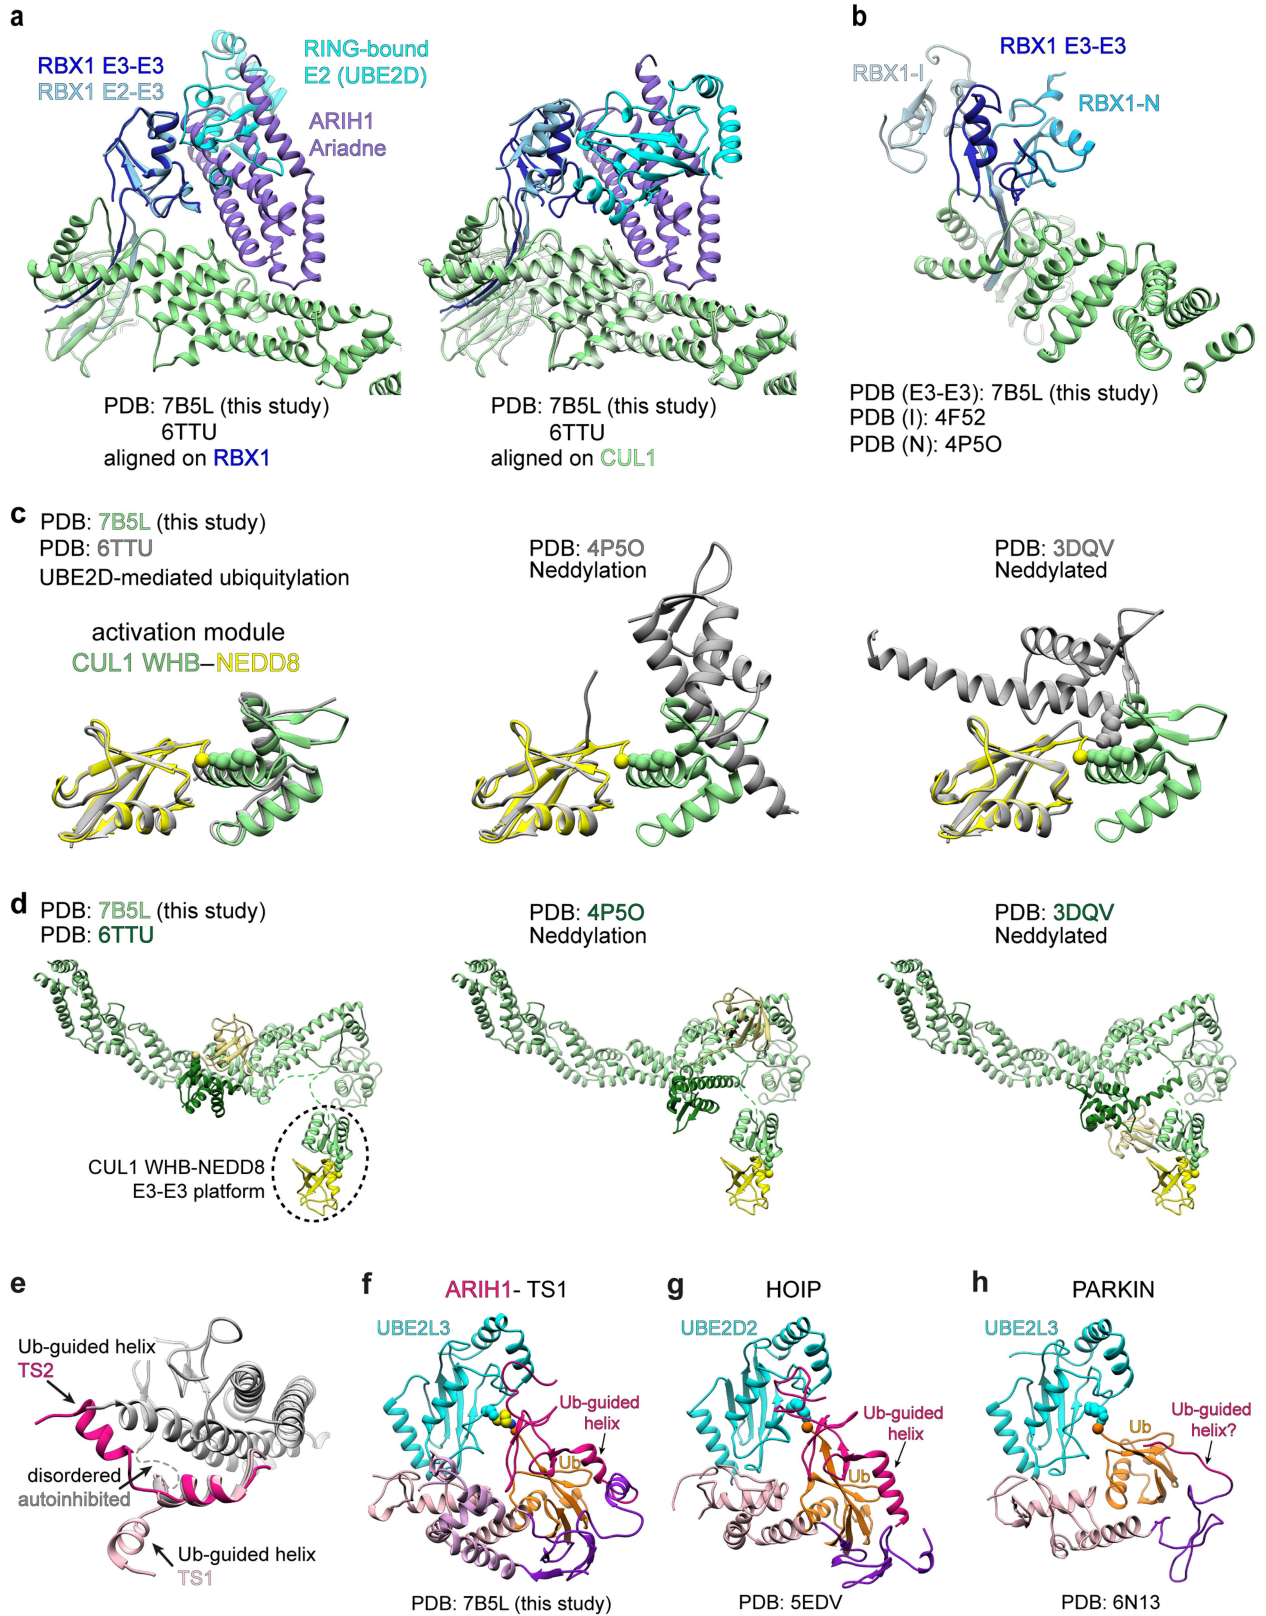 a
RBX1 E3-E3
RBX1 E2-E3
RING-bound
E2 (UBE2D)
ARIH1
Ariadne
PDB: 7B5L (this study)
6TTU
aligned on RBX1
PDB: 7B5L (this study)
6TTU
aligned on CUL1
b
RBX1 E3-E3
RBX1-I
RBX1-N
PDB (E3-E3): 7B5L (this study)
PDB (I): 4F52
PDB (N): 4P5O
c
PDB: 7B5L (this study)
PDB: 6TTU
UBE2D-mediated ubiquitylation
activation module
CUL1 WHB–NEDD8
PDB: 4P5O
Neddylation
PDB: 3DQV
Neddylated
d
PDB: 7B5L (this study)
PDB: 6TTU
CUL1 WHB-NEDD8
E3-E3 platform
PDB: 4P5O
Neddylation
PDB: 3DQV
Neddylated
e
Ub-guided helix
TS2
disordered
autoinhibited
Ub-guided helix
TS1
f
ARIH1- TS1
UBE2L3
Ub-guided
helix
Ub
PDB: 7B5L (this study)
g
HOIP
UBE2D2
Ub-guided
helix
Ub
PDB: 5EDV
h
PARKIN
UBE2L3
Ub-guided
helix?
Ub
PDB: 6N13